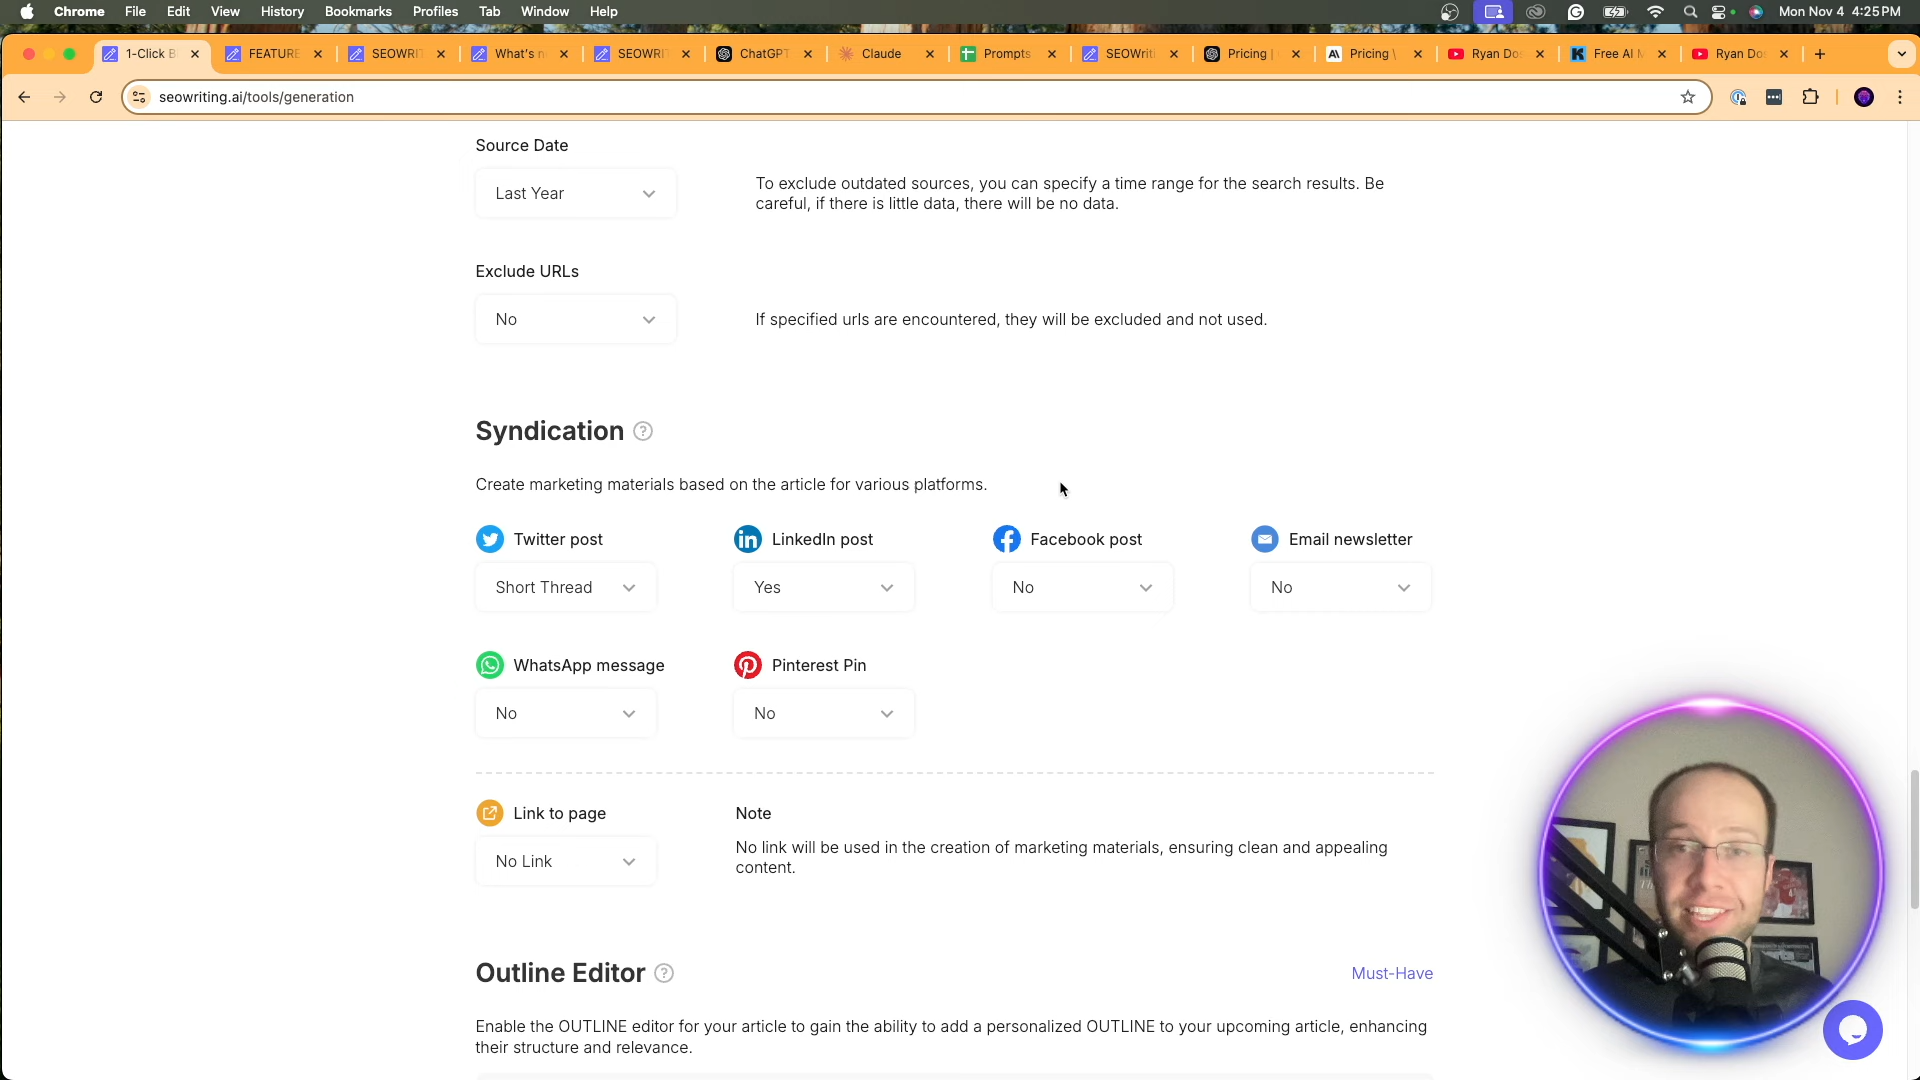 Chrome File Edit View History Bookmarks Profiles Tab Window Help Mon Nov 4 4:25 PM
1-Click B FEATURE SEOWRIT What's n SEOWRIT ChatGPT Claude Prompts SEOWriti Pricing | Pricing \ Ryan Dos Free AI M Ryan Dos
seowriting.ai/tools/generation
Source Date
Last Year
To exclude outdated sources, you can specify a time range for the search results. Be
careful, if there is little data, there will be no data.
Exclude URLs
No
If specified urls are encountered, they will be excluded and not used.
Syndication
Create marketing materials based on the article for various platforms.
Twitter post LinkedIn post Facebook post Email newsletter
Short Thread Yes No No
WhatsApp message Pinterest Pin
No No
Link to page Note
No Link
No link will be used in the creation of marketing materials, ensuring clean and appealing
content.
Outline Editor Must-Have
Enable the OUTLINE editor for your article to gain the ability to add a personalized OUTLINE to your upcoming article, enhancing
their structure and relevance.